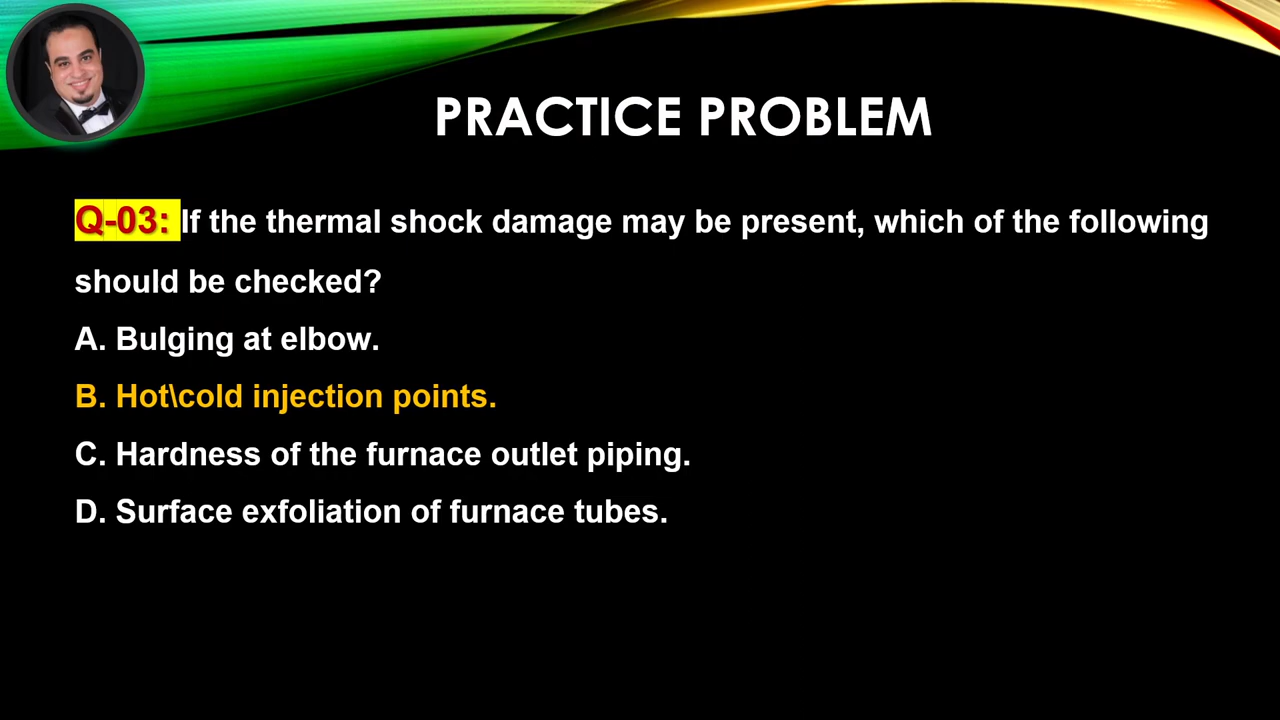 PRACTICE PROBLEM
Q-03: If the thermal shock damage may be present, which of the following
should be checked?
A. Bulging at elbow.
B. Hot\cold injection points.
C. Hardness of the furnace outlet piping.
D. Surface exfoliation of furnace tubes.